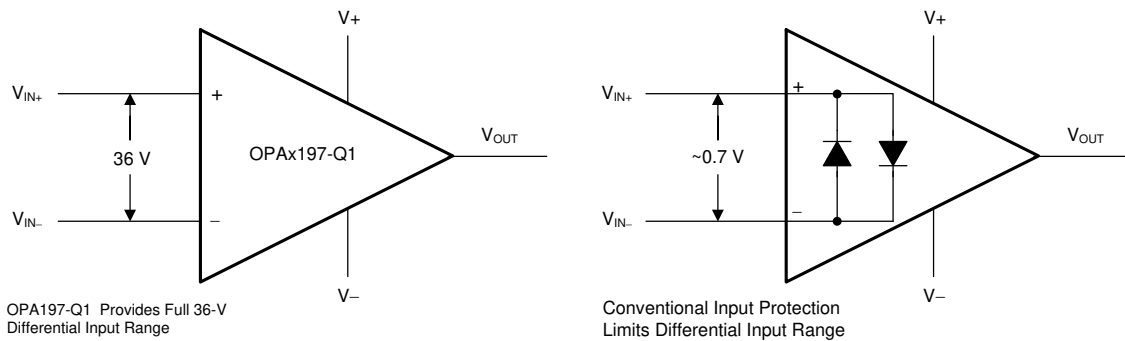 V+
VIN+
+
36 V
OPAx197-Q1
VOUT
VIN–
–
V–
OPA197-Q1 Provides Full 36-V
Differential Input Range
V+
VIN+
+
~0.7 V
VOUT
VIN–
–
V–
Conventional Input Protection
Limits Differential Input Range